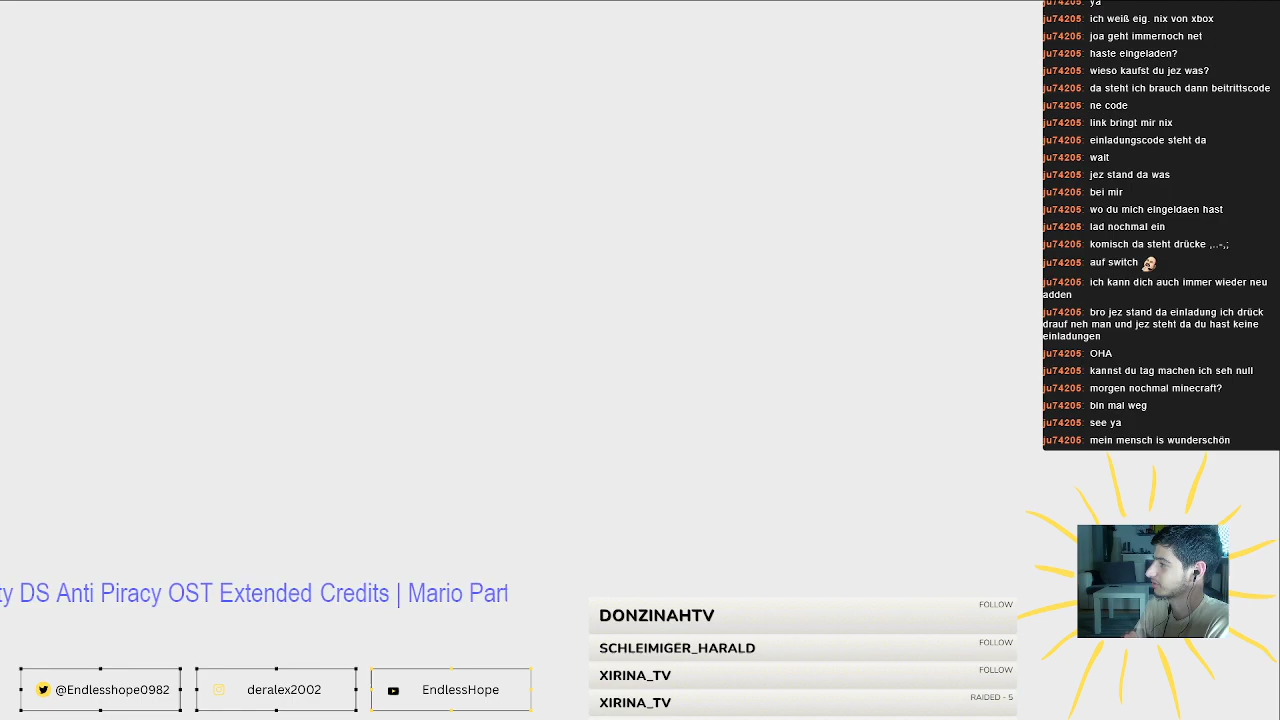 ju74205: ya
ju74205: ich weiß eig. nix von xbox
ju74205: joa geht immernoch net
ju74205: haste eingeladen?
ju74205: wieso kaufst du jez was?
ju74205: da steht ich brauch dann beitrittscode
ju74205: ne code
ju74205: link bringt mir nix
ju74205: einladungscode steht da
ju74205: wait
ju74205: jez stand da was
ju74205: bei mir
ju74205: wo du mich eingeldaen hast
ju74205: lad nochmal ein
ju74205: komisch da steht drücke ,..-,;
ju74205: auf switch
ju74205: ich kann dich auch immer wieder neu
adden
ju74205: bro jez stand da einladung ich drück
drauf neh man und jez steht da du hast keine
einladungen
ju74205: OHA
ju74205: kannst du tag machen ich seh null
ju74205: morgen nochmal minecraft?
ju74205: bin mal weg
ju74205: see ya
ju74205: mein mensch is wunderschön
ty DS Anti Piracy OST Extended Credits | Mario Part
DONZINAHTV FOLLOW
SCHLEIMIGER_HARALD FOLLOW
XIRINA_TV FOLLOW
XIRINA_TV RAIDED - 5
@Endlesshope0982 deralex2002 EndlessHope